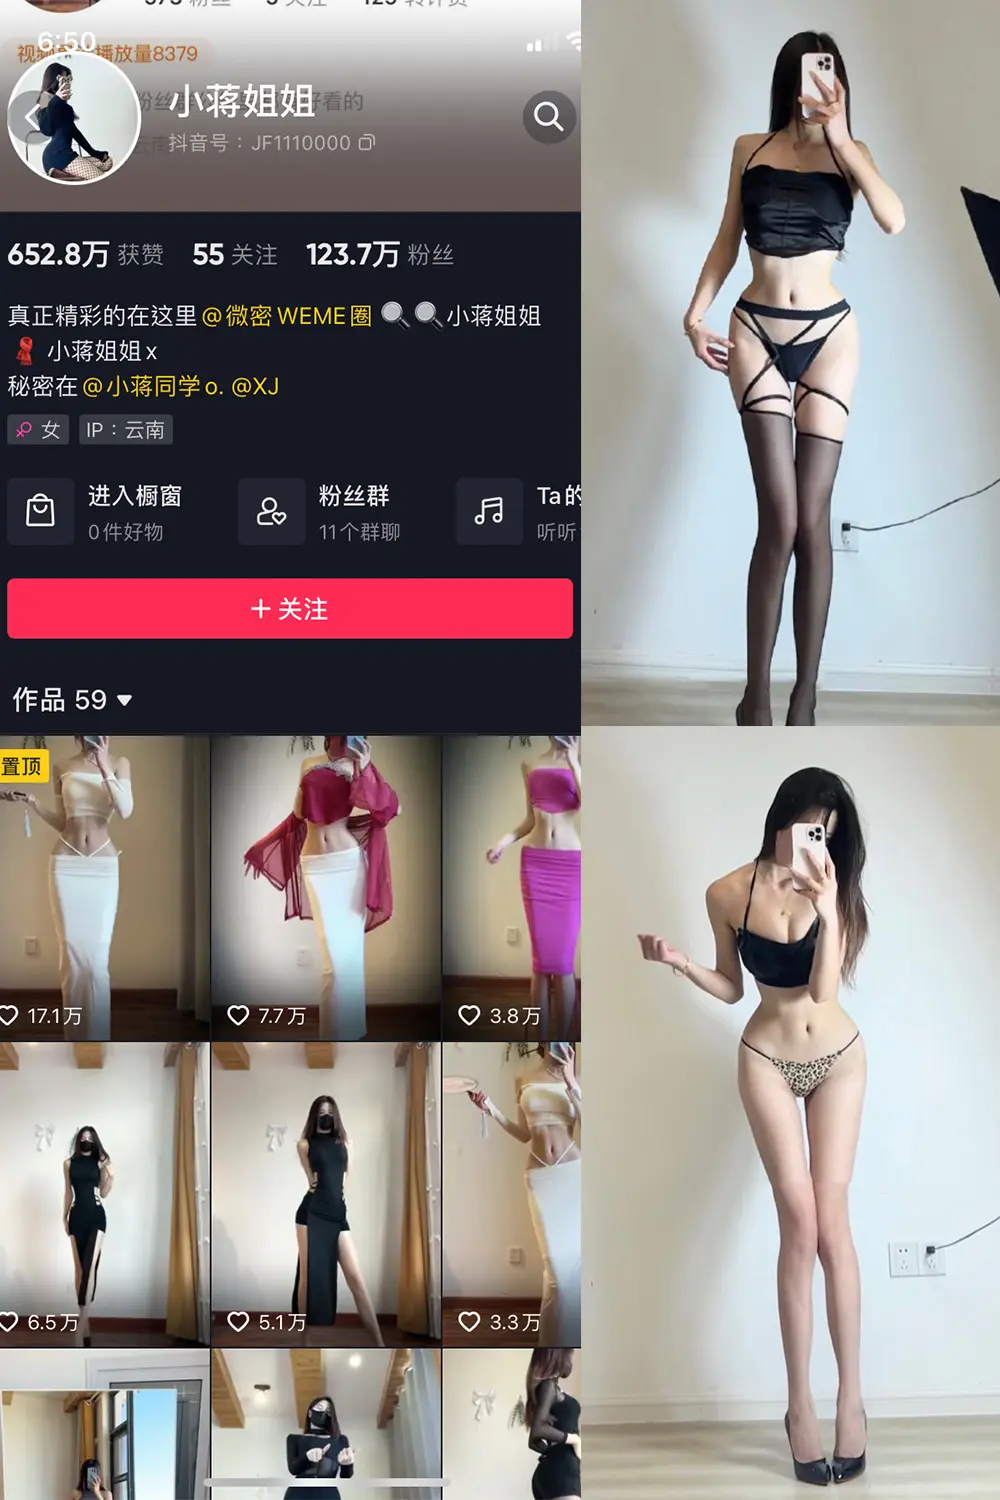 6:50
播放量8379
小蒋姐姐
抖音号：JF1110000
652.8万 获赞 55 关注 123.7万 粉丝
真正精彩的在这里@微密WEME圈 小蒋姐姐
小蒋姐姐x
秘密在@小蒋同学o. @XJ
女 IP：云南
进入橱窗 粉丝群 Ta的
0件好物 11个群聊 听听
+ 关注
作品 59
置顶
17.1万 7.7万 3.8万
6.5万 5.1万 3.3万